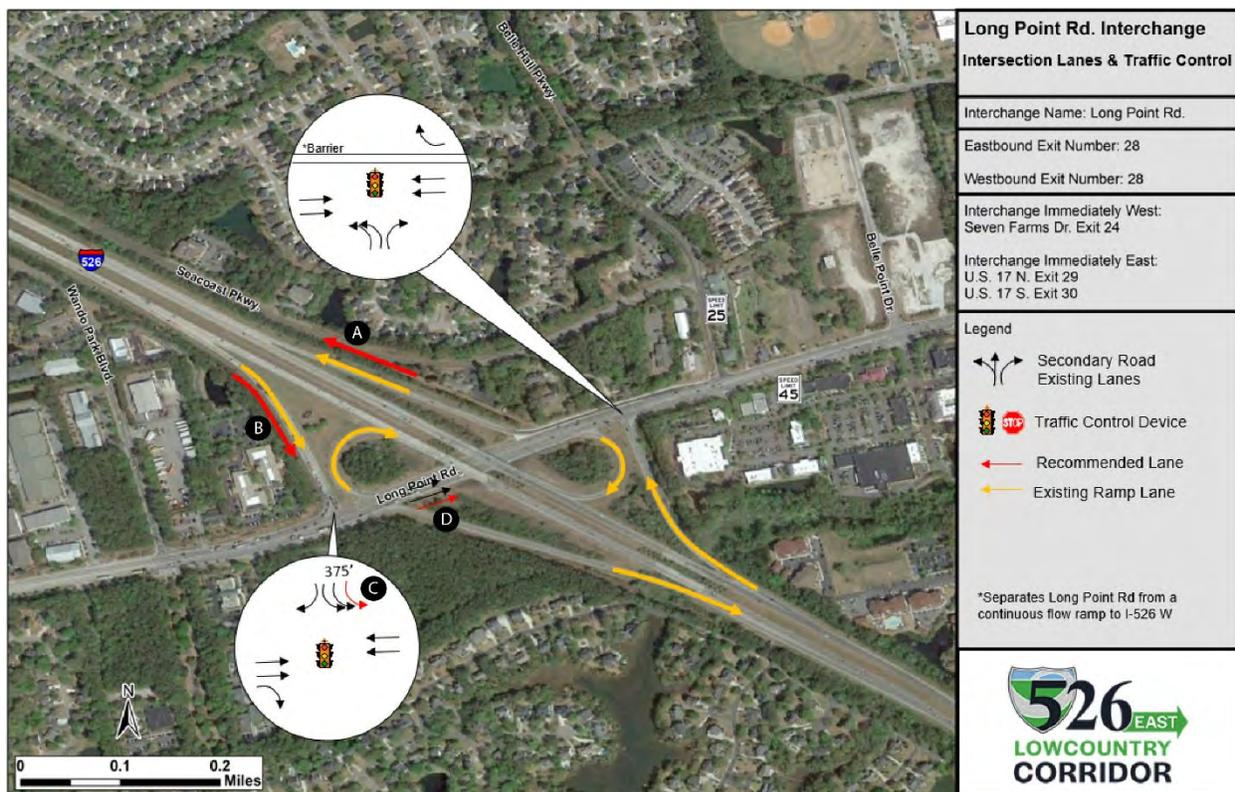 Long Point Rd. Interchange
Intersection Lanes & Traffic Control
Interchange Name: Long Point Rd.
Eastbound Exit Number: 28
Westbound Exit Number: 28
Interchange Immediately West:
Seven Farms Dr. Exit 24
Interchange Immediately East:
U.S. 17 N. Exit 29
U.S. 17 S. Exit 30
Legend
Secondary Road
Existing Lanes
STOP
Traffic Control Device
Recommended Lane
Existing Ramp Lane
*Separates Long Point Rd from a
continuous flow ramp to I-526 W
526
EAST
LOWCOUNTRY
CORRIDOR
Belle Hall Pkwy.
*Barrier
526
Seacoast Pkwy.
Wando Park Blvd.
Belle Point Dr.
SPEED
LIMIT
25
SPEED
LIMIT
45
A
B
Long Point Rd.
D
375'
C
N
0
0.1
0.2
Miles